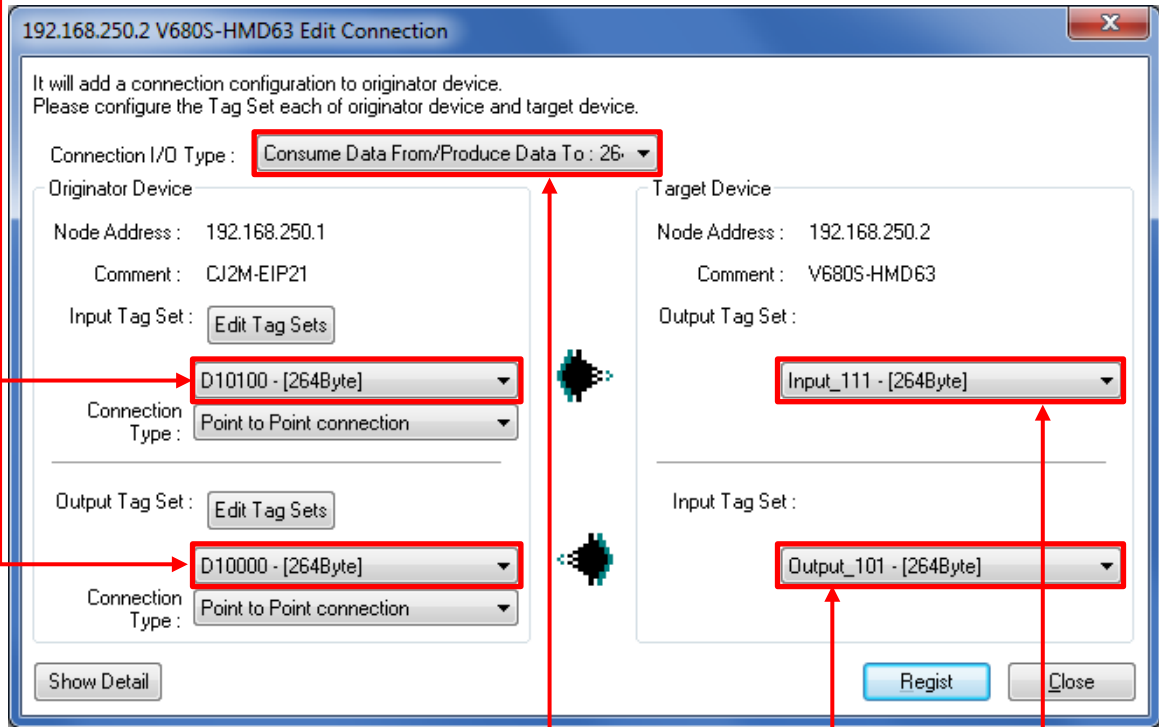 192.168.250.2 V680S-HMD63 Edit Connection
It will add a connection configuration to originator device.
Please configure the Tag Set each of originator device and target device.
Connection I/O Type : Consume Data From/Produce Data To : 26
Originator Device
Node Address : 192.168.250.1
Comment : CJ2M-EIP21
Input Tag Set : Edit Tag Sets
D10100 - [264Byte]
Connection Type : Point to Point connection
Output Tag Set : Edit Tag Sets
D10000 - [264Byte]
Connection Type : Point to Point connection
Target Device
Node Address : 192.168.250.2
Comment : V680S-HMD63
Output Tag Set :
Input_111 - [264Byte]
Input Tag Set :
Output_101 - [264Byte]
Show Detail
Regist
Close